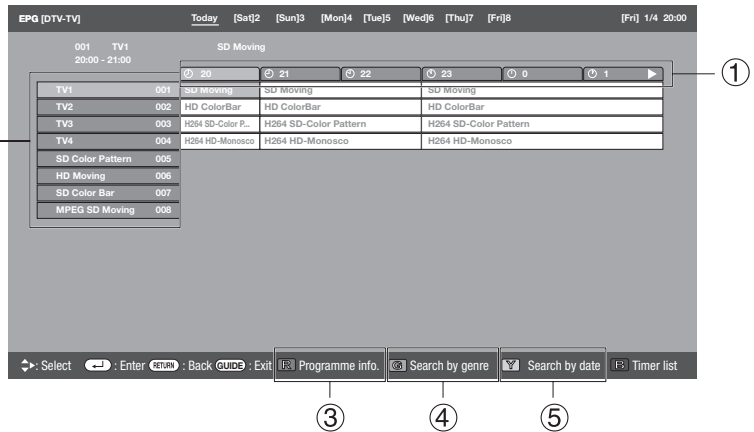 EPG [DTV-TV] Today [Sat]2 [Sun]3 [Mon]4 [Tue]5 [Wed]6 [Thu]7 [Fri]8 [Fri] 1/4 20:00
001 TV1 SD Moving
20:00 - 21:00
20 21 22 23 0 1
①
TV1 001 SD Moving SD Moving SD Moving
TV2 002 HD ColorBar HD ColorBar HD ColorBar
TV3 003 H264 SD-Color P... H264 SD-Color Pattern H264 SD-Color Pattern
TV4 004 H264 HD-Monosco H264 HD-Monosco H264 HD-Monosco
SD Color Pattern 005
HD Moving 006
SD Color Bar 007
MPEG SD Moving 008
: Select : Enter RETURN : Back GUIDE : Exit R Programme info. G Search by genre Y Search by date B Timer list
③ ④ ⑤